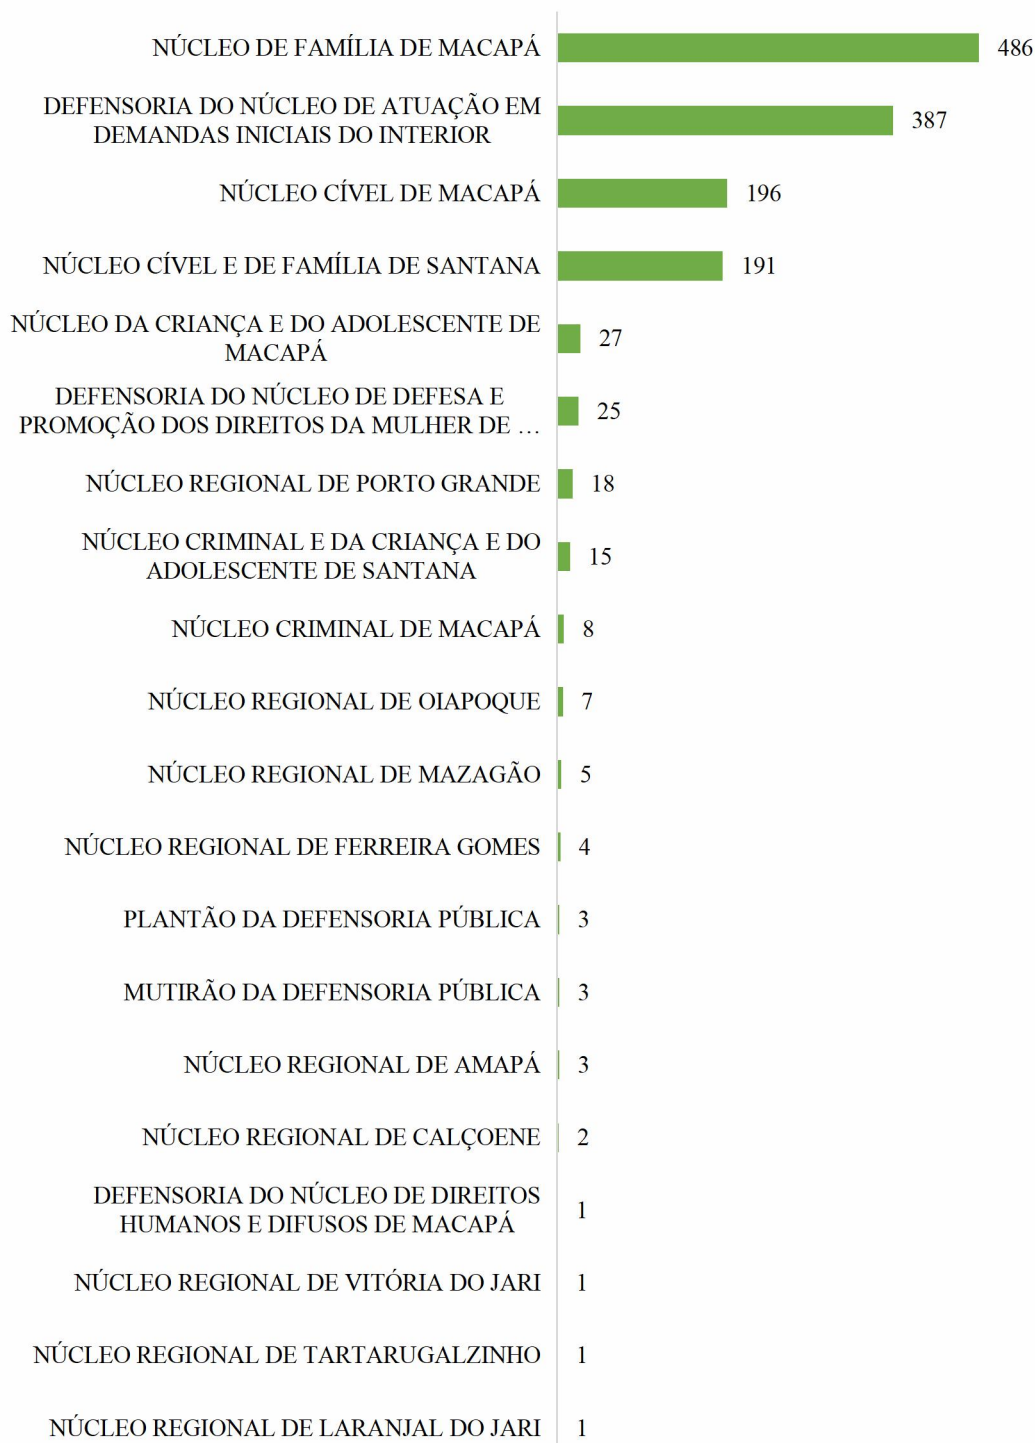 NÚCLEO DE FAMÍLIA DE MACAPÁ 486
DEFENSORIA DO NÚCLEO DE ATUAÇÃO EM
DEMANDAS INICIAIS DO INTERIOR 387
NÚCLEO CÍVEL DE MACAPÁ 196
NÚCLEO CÍVEL E DE FAMÍLIA DE SANTANA 191
NÚCLEO DA CRIANÇA E DO ADOLESCENTE DE
MACAPÁ 27
DEFENSORIA DO NÚCLEO DE DEFESA E
PROMOÇÃO DOS DIREITOS DA MULHER DE … 25
NÚCLEO REGIONAL DE PORTO GRANDE 18
NÚCLEO CRIMINAL E DA CRIANÇA E DO
ADOLESCENTE DE SANTANA 15
NÚCLEO CRIMINAL DE MACAPÁ 8
NÚCLEO REGIONAL DE OIAPOQUE 7
NÚCLEO REGIONAL DE MAZAGÃO 5
NÚCLEO REGIONAL DE FERREIRA GOMES 4
PLANTÃO DA DEFENSORIA PÚBLICA 3
MUTIRÃO DA DEFENSORIA PÚBLICA 3
NÚCLEO REGIONAL DE AMAPÁ 3
NÚCLEO REGIONAL DE CALÇOENE 2
DEFENSORIA DO NÚCLEO DE DIREITOS
HUMANOS E DIFUSOS DE MACAPÁ 1
NÚCLEO REGIONAL DE VITÓRIA DO JARI 1
NÚCLEO REGIONAL DE TARTARUGALZINHO 1
NÚCLEO REGIONAL DE LARANJAL DO JARI 1